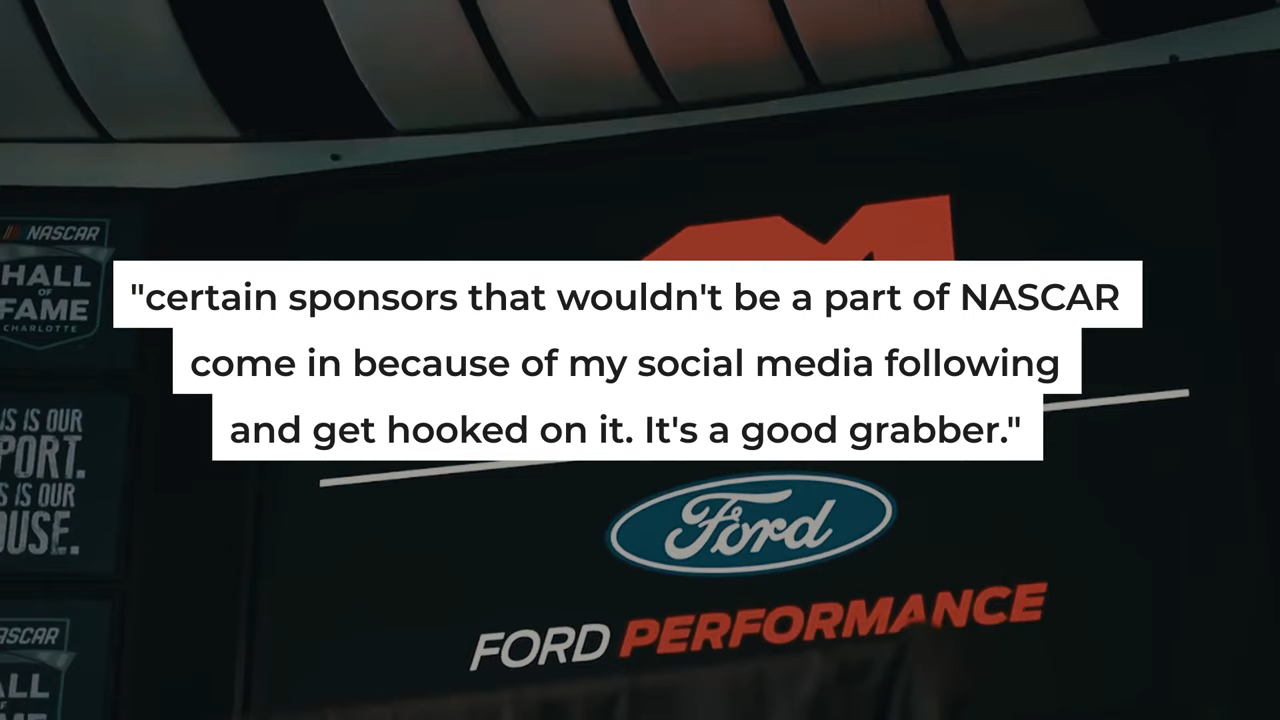 NASCAR
HALL
OF
FAME
CHARLOTTE
"certain sponsors that wouldn't be a part of NASCAR
come in because of my social media following
and get hooked on it. It's a good grabber."
IS IS OUR
PORT.
S IS OUR
OUSE.
Ford
FORD PERFORMANCE
ASCAR
ALL
OF